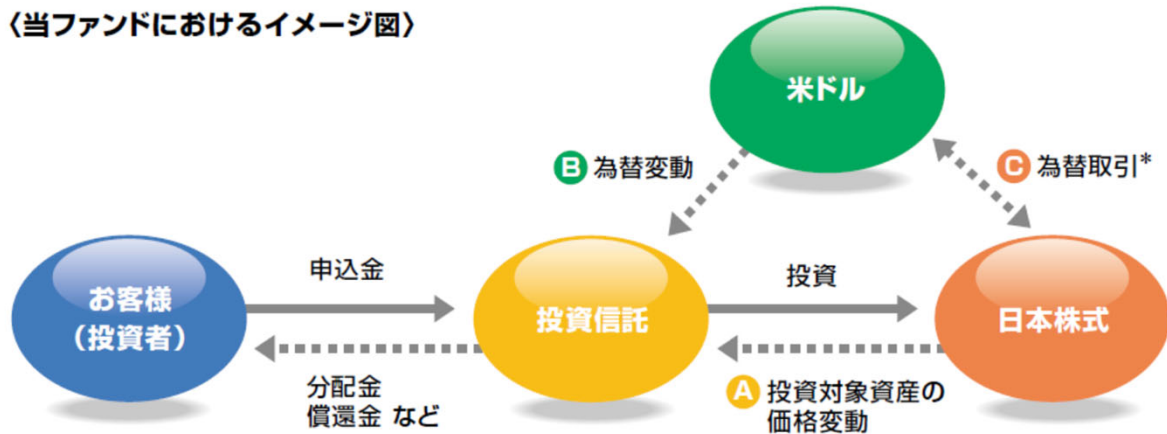 〈当ファンドにおけるイメージ図〉
米ドル
B 為替変動
C 為替取引*
お客様
(投資者)
申込金
投資信託
投資
日本株式
分配金
償還金 など
A 投資対象資産の
価格変動